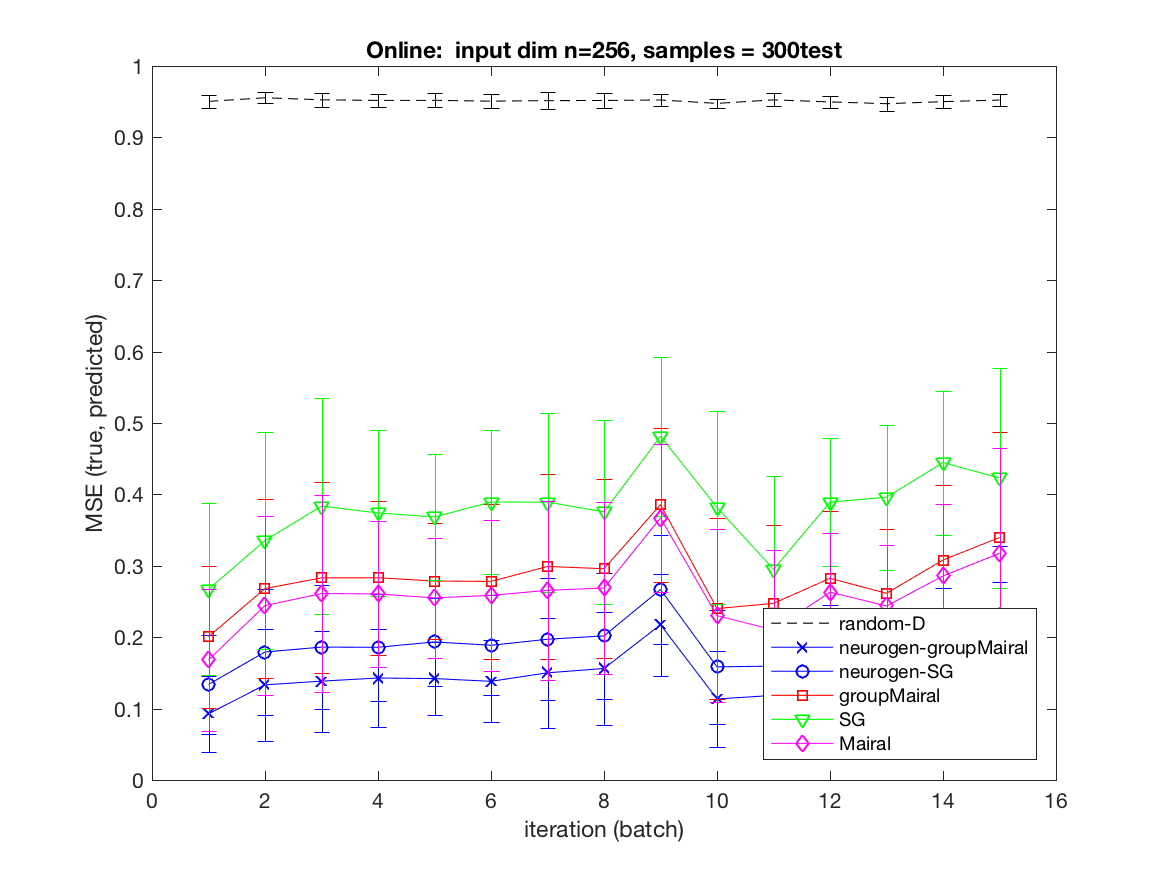 Online:  input dim n=256, samples = 300test
1
0.9
0.8
0.7
0.6
0.5
0.4
0.3
0.2
0.1
0
MSE (true, predicted)
random-D
neurogen-groupMairal
neurogen-SG
groupMairal
SG
Mairal
0 2 4 6 8 10 12 14 16
iteration (batch)